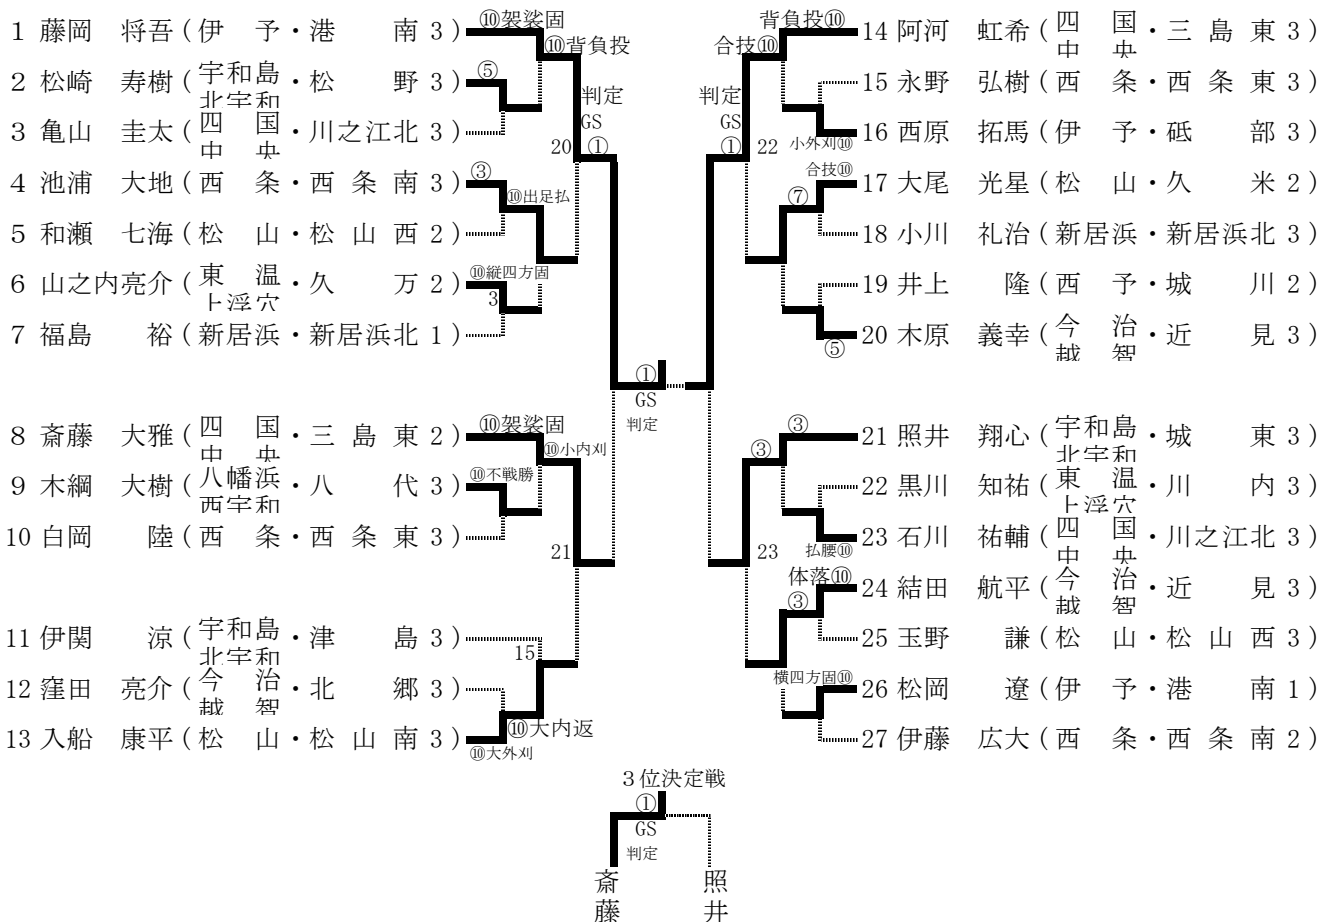 1 藤岡 将吾 (伊 予・港 南 3)
2 松崎 寿樹 (宇和島北宇和・松 野 3)
3 亀山 圭太 (四国中央・川之江北 3)
4 池浦 大地 (西 条・西条南 3)
5 和瀬 七海 (松 山・松山西 2)
6 山之内亮介 (東温上浮穴・久 万 2)
7 福島 裕 (新居浜・新居浜北 1)
8 斎藤 大雅 (四国中央・三島東 2)
9 木綱 大樹 (八幡浜西宇和・八 代 3)
10 白岡 陸 (西 条・西条東 3)
11 伊関 涼 (宇和島北宇和・津 島 3)
12 窪田 亮介 (今治越智・北 郷 3)
13 入船 康平 (松 山・松山南 3)
⑩袈裟固
⑩背負投
⑤
判定
GS
①
20
③
⑩出足払
⑩縦四方固
3
⑩袈裟固
⑩小内刈
⑩不戦勝
21
15
⑩大内返
⑩大外刈
①
GS
判定
背負投⑩
合技⑩
判定
GS
①
22
小外刈⑩
合技⑩
⑦
⑤
③
③
払腰⑩
23
体落⑩
③
横四方固⑩
14 阿河 虹希 (四国中央・三島東 3)
15 永野 弘樹 (西 条・西条東 3)
16 西原 拓馬 (伊 予・砥 部 3)
17 大尾 光星 (松 山・久 米 2)
18 小川 礼治 (新居浜・新居浜北 3)
19 井上 隆 (西 予・城 川 2)
20 木原 義幸 (今治越智・近 見 3)
21 照井 翔心 (宇和島北宇和・城 東 3)
22 黒川 知祐 (東温上浮穴・川 内 3)
23 石川 祐輔 (四国中央・川之江北 3)
24 結田 航平 (今治越智・近 見 3)
25 玉野 謙 (松 山・松山西 3)
26 松岡 遼 (伊 予・港 南 1)
27 伊藤 広大 (西 条・西条南 2)
3位決定戦
①
GS
判定
斎藤
照井